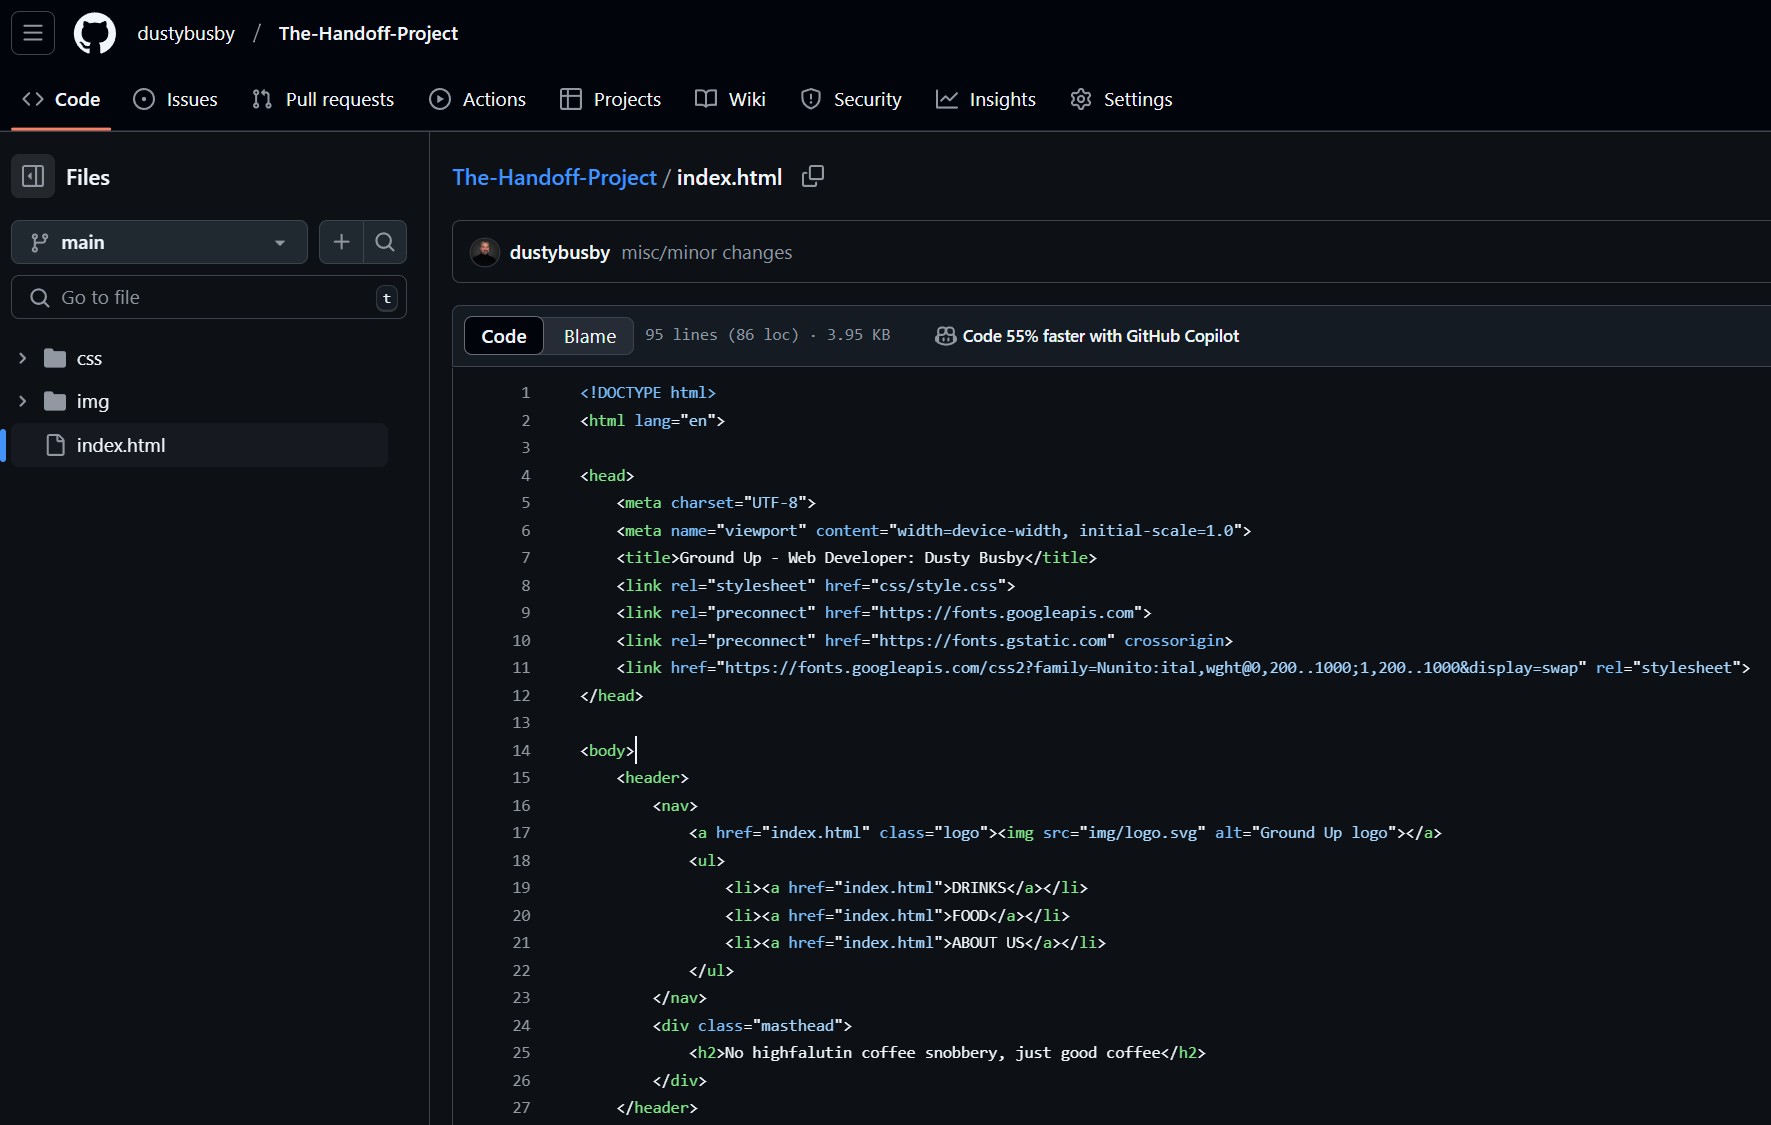 dustybusby / The-Handoff-Project
Code Issues Pull requests Actions Projects Wiki Security Insights Settings
Files
main
Go to file t
css
img
index.html
The-Handoff-Project / index.html
dustybusby misc/minor changes
Code Blame 95 lines (86 loc) · 3.95 KB Code 55% faster with GitHub Copilot
1 <!DOCTYPE html>
2 <html lang="en">
3
4 <head>
5 <meta charset="UTF-8">
6 <meta name="viewport" content="width=device-width, initial-scale=1.0">
7 <title>Ground Up - Web Developer: Dusty Busby</title>
8 <link rel="stylesheet" href="css/style.css">
9 <link rel="preconnect" href="https://fonts.googleapis.com">
10 <link rel="preconnect" href="https://fonts.gstatic.com" crossorigin>
11 <link href="https://fonts.googleapis.com/css2?family=Nunito:ital,wght@0,200..1000;1,200..1000&display=swap" rel="stylesheet">
12 </head>
13
14 <body>
15 <header>
16 <nav>
17 <a href="index.html" class="logo"><img src="img/logo.svg" alt="Ground Up logo"></a>
18 <ul>
19 <li><a href="index.html">DRINKS</a></li>
20 <li><a href="index.html">FOOD</a></li>
21 <li><a href="index.html">ABOUT US</a></li>
22 </ul>
23 </nav>
24 <div class="masthead">
25 <h2>No highfalutin coffee snobbery, just good coffee</h2>
26 </div>
27 </header>